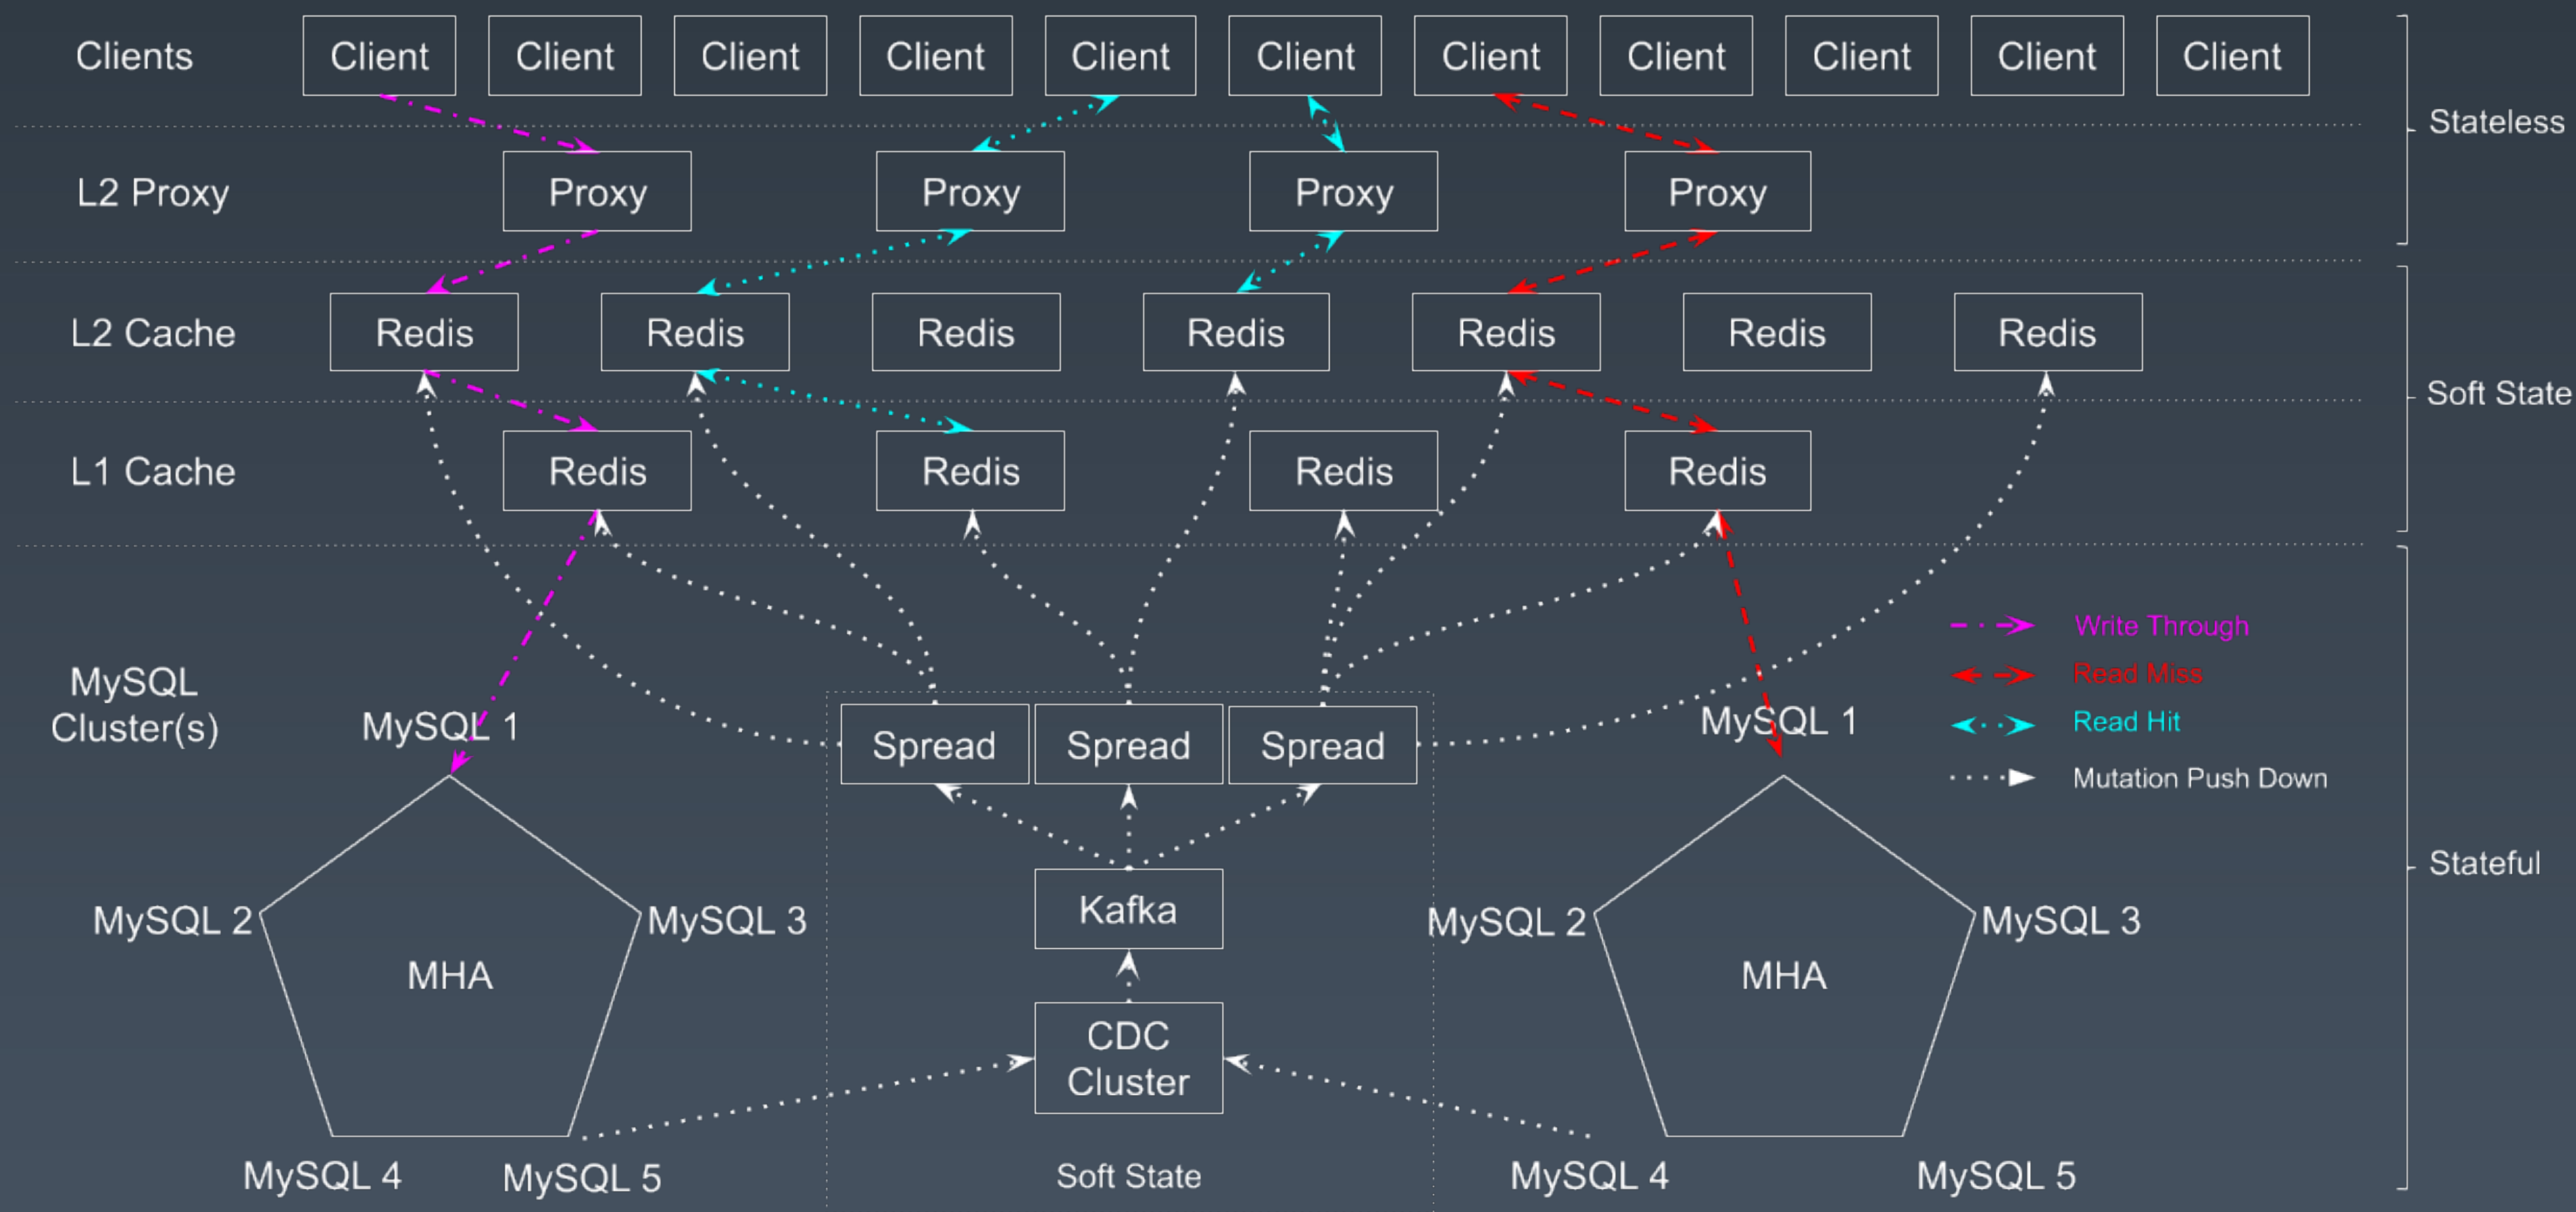 Clients
Client
Client
Client
Client
Client
Client
Client
Client
Client
Client
Client
Stateless
L2 Proxy
Proxy
Proxy
Proxy
Proxy
L2 Cache
Redis
Redis
Redis
Redis
Redis
Redis
Redis
Soft State
L1 Cache
Redis
Redis
Redis
Redis
Write Through
Read Miss
Read Hit
Mutation Push Down
MySQL
Cluster(s)
MySQL 1
Spread
Spread
Spread
MySQL 1
Stateful
MySQL 2
MySQL 3
Kafka
MySQL 2
MySQL 3
MHA
MHA
CDC
Cluster
MySQL 4
MySQL 5
Soft State
MySQL 4
MySQL 5